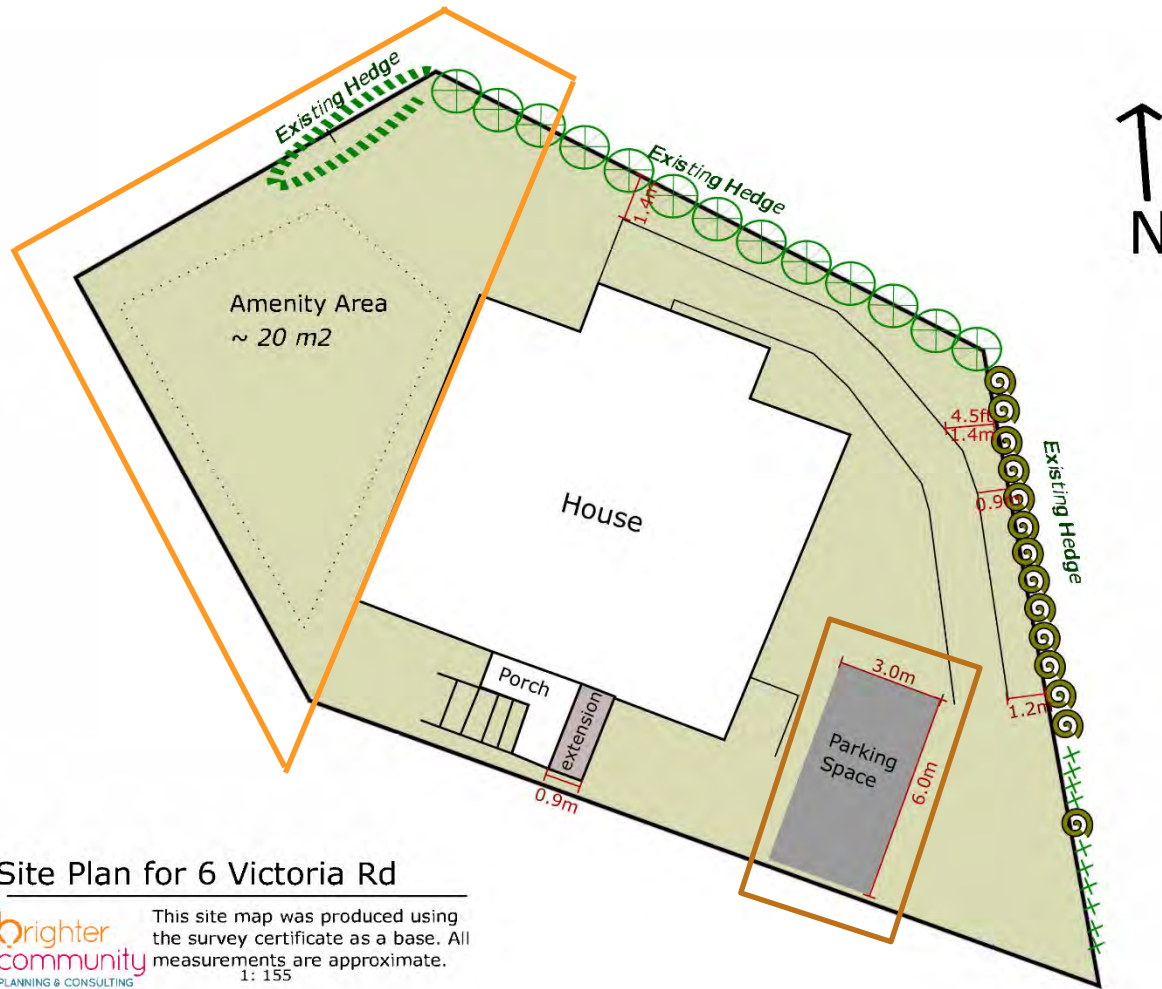 Existing Hedge
Existing Hedge
1.4m
N
Amenity Area
~ 20 m2
4.5ft
1.4m
Existing Hedge
0.9m
House
Porch
extension
0.9m
3.0m
1.2m
Parking
Space
6.0m
Site Plan for 6 Victoria Rd
brighter
community
PLANNING & CONSULTING
This site map was produced using
the survey certificate as a base. All
measurements are approximate.
1: 155